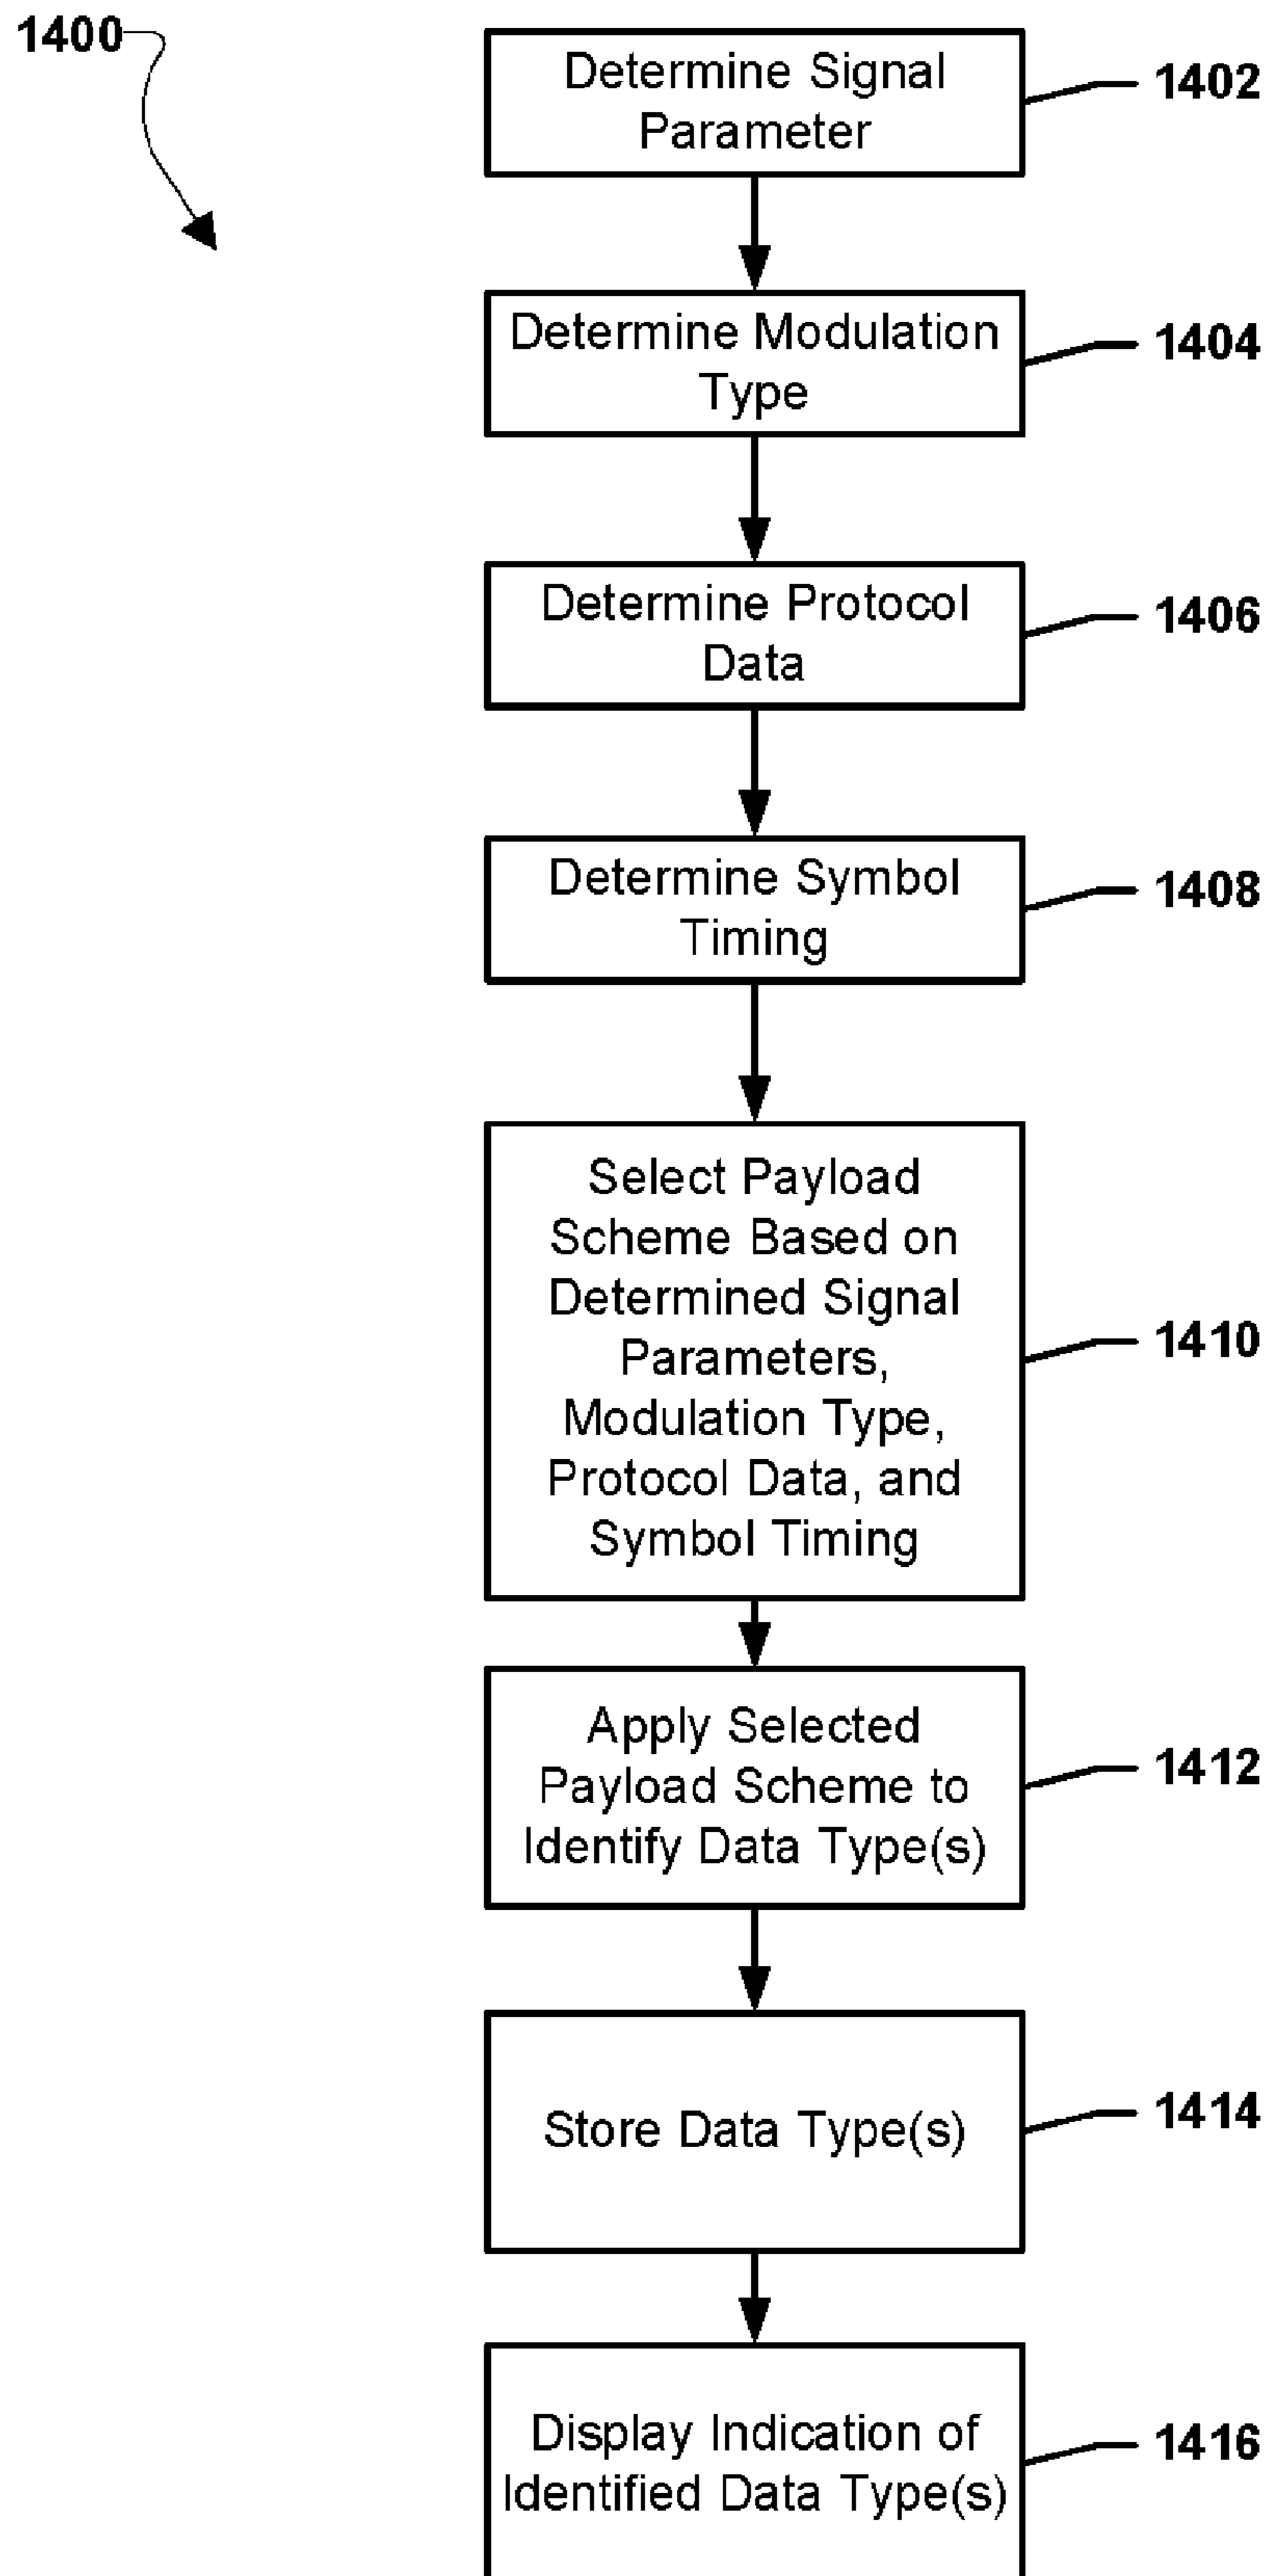 1400
Determine Signal
Parameter
1402
Determine Modulation
Type
1404
Determine Protocol
Data
1406
Determine Symbol
Timing
1408
Select Payload
Scheme Based on
Determined Signal
Parameters,
Modulation Type,
Protocol Data, and
Symbol Timing
1410
Apply Selected
Payload Scheme to
Identify Data Type(s)
1412
Store Data Type(s)
1414
Display Indication of
Identified Data Type(s)
1416